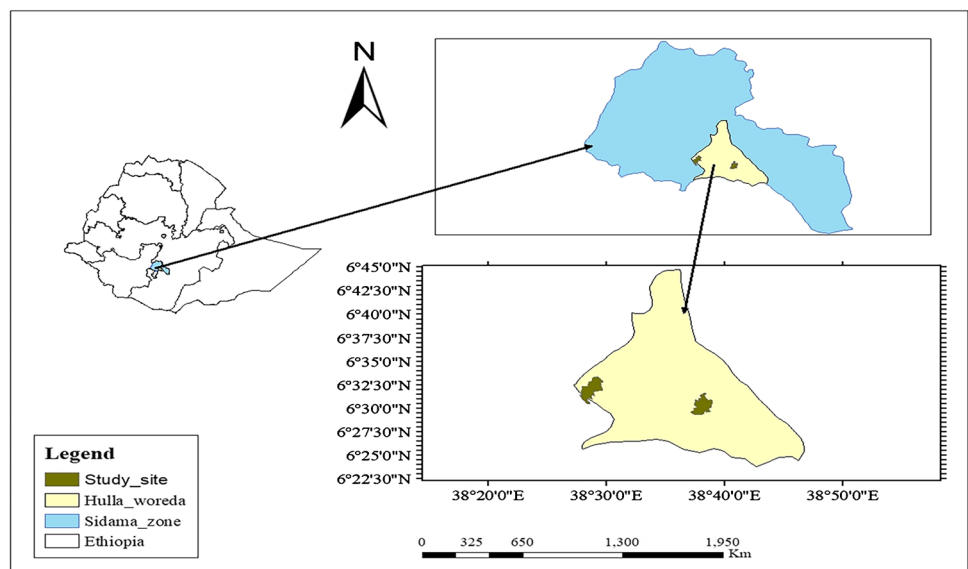 N
6°45'0"N
6°42'30"N
6°40'0"N
6°37'30"N
6°35'0"N
6°32'30"N
6°30'0"N
6°27'30"N
6°25'0"N
6°22'30"N
38°20'0"E 38°30'0"E 38°40'0"E 38°50'0"E
Legend
Study_site
Hulla_woreda
Sidama_zone
Ethiopia
0 325 650 1,300 1,950
Km